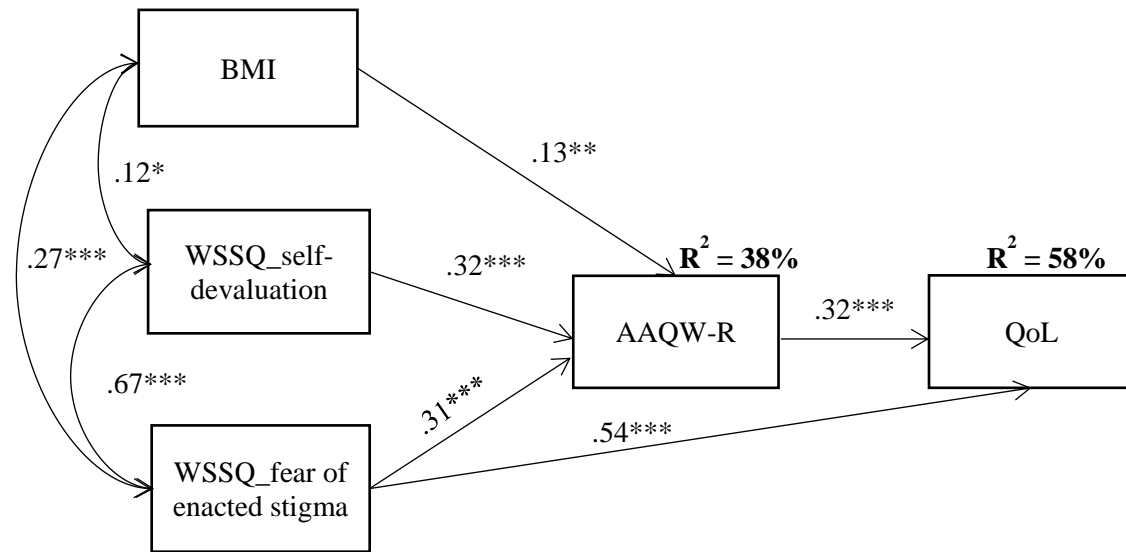 BMI
.13**
.12*
WSSQ_self-
devaluation
.27***
.32***
R² = 38%
R² = 58%
AAQW-R
.32***
QoL
.67***
.31***
.54***
WSSQ_fear of
enacted stigma